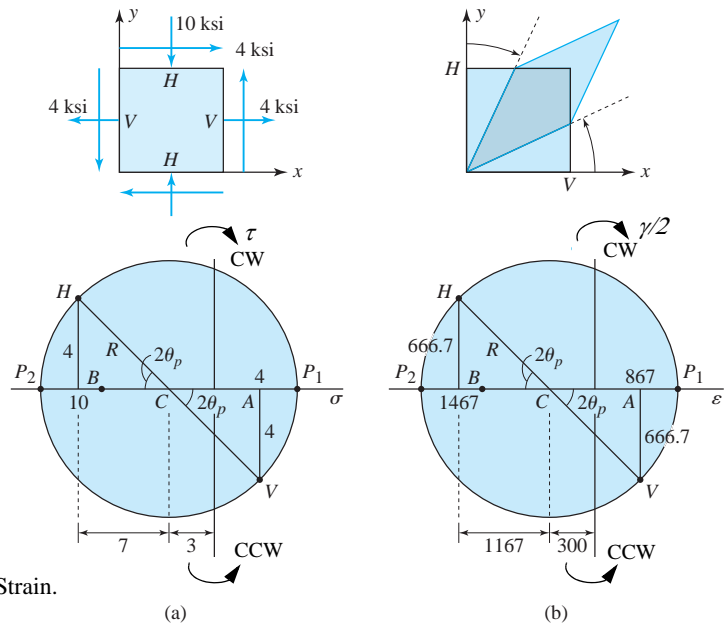 y
10 ksi
4 ksi
H
4 ksi
V
V
4 ksi
H
x
y
H
V
x
τ
CW
H
4
R
2θp
P2
B
4
P1
10
C
2θp
A
σ
4
V
7
3
CCW
(a)
γ/2
CW
H
666.7
R
2θp
P2
B
867
P1
1467
C
2θp
A
ε
666.7
V
1167
300
CCW
Strain.
(b)